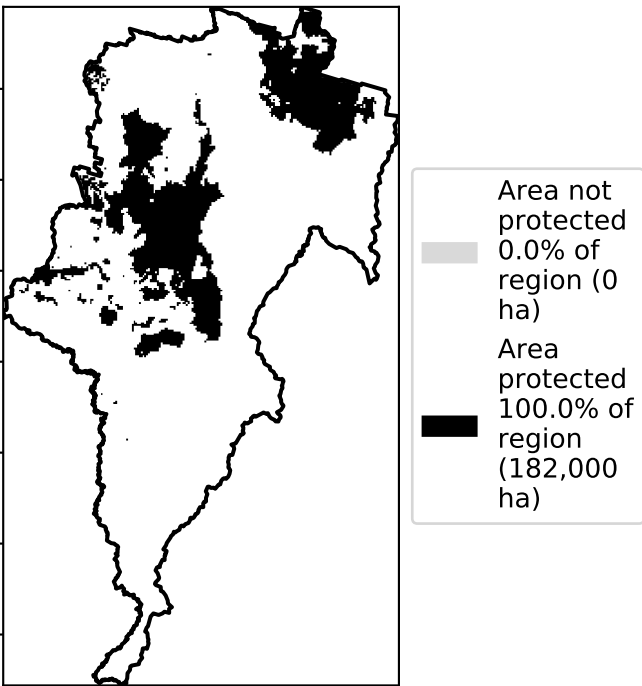 Area not
protected
0.0% of
region (0
ha)
Area
protected
100.0% of
region
(182,000
ha)